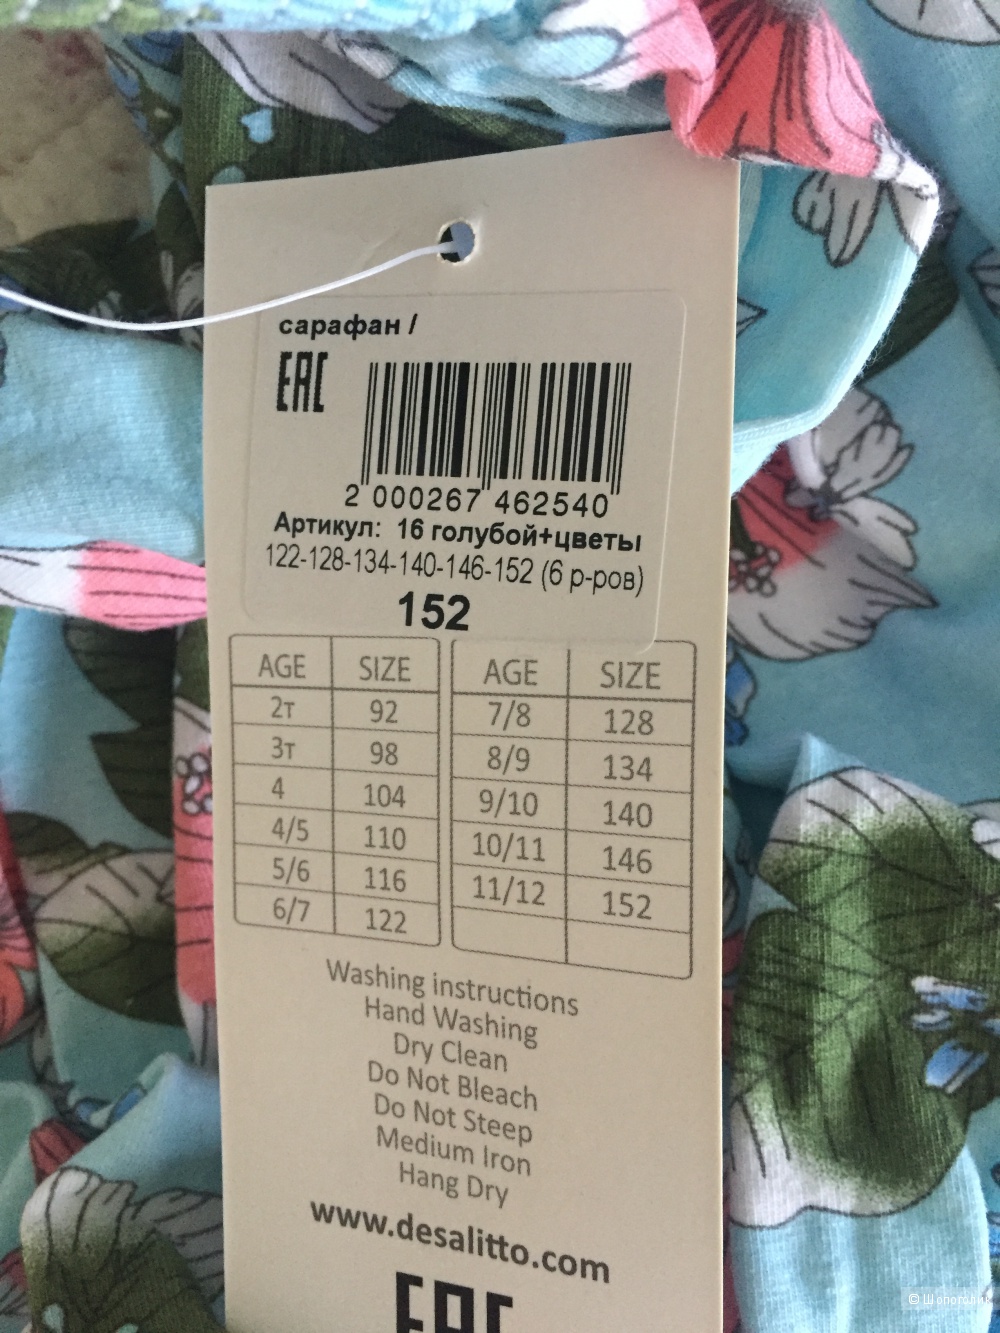 сарафан /
EAC
2 000267 462540
Артикул: 16 голубой+цветы
122-128-134-140-146-152 (6 р-ров)
152
AGE SIZE AGE SIZE
2т 92 7/8 128
3т 98 8/9 134
4 104 9/10 140
4/5 110 10/11 146
5/6 116 11/12 152
6/7 122
Washing instructions
Hand Washing
Dry Clean
Do Not Bleach
Do Not Steep
Medium Iron
Hang Dry
www.desalitto.com
EAC
© Шопоголик